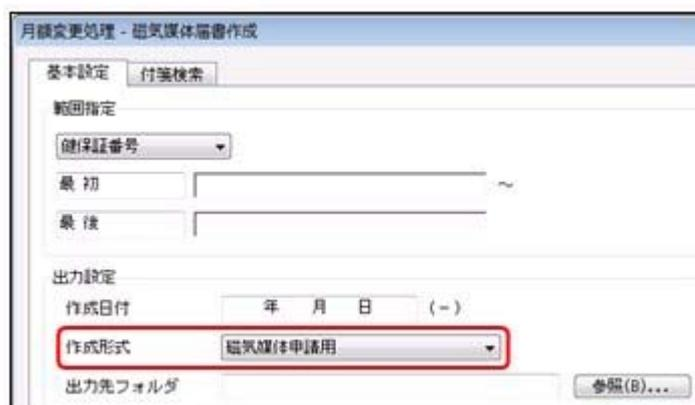 月額変更処理 - 磁気媒体届書作成
基本設定 付箋検索
範囲指定
健保証番号
最 初 ～
最 後
出力設定
作成日付 年 月 日 (-)
作成形式 磁気媒体申請用
出力先フォルダ 参照(B)...